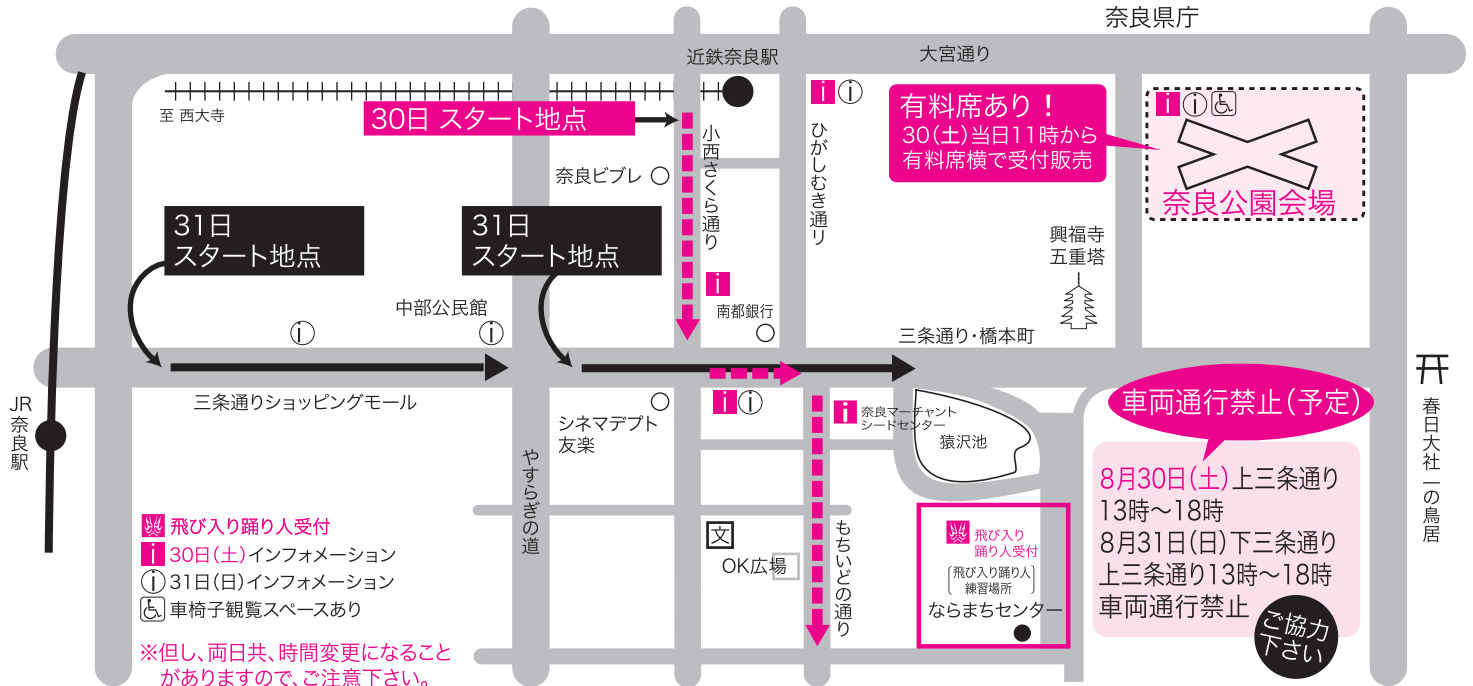 奈良県庁
近鉄奈良駅
大宮通り
至 西大寺
30日 スタート地点
小西さくら通り
ひがしむき通り
i i
有料席あり！
30(土)当日11時から
有料席横で受付販売
i i
奈良公園会場
奈良ビブレ
31日
スタート地点
31日
スタート地点
興福寺
五重塔
i
中部公民館
i i
南都銀行
三条通り・橋本町
三条通りショッピングモール
シネマデプト
友楽
i i
i 奈良マーチャント
シードセンター
猿沢池
JR奈良駅
やすらぎの道
もちいどの通り
春日大社 一の鳥居
車両通行禁止(予定)
8月30日(土)上三条通り
13時〜18時
8月31日(日)下三条通り
上三条通り13時〜18時
車両通行禁止
ご協力
下さい
文
OK広場
飛び入り
踊り人受付
(飛び入り踊り人
練習場所)
ならまちセンター
飛び入り踊り人受付
i 30日(土)インフォメーション
i 31日(日)インフォメーション
車椅子観覧スペースあり
※但し、両日共、時間変更になること
がありますので、ご注意下さい。